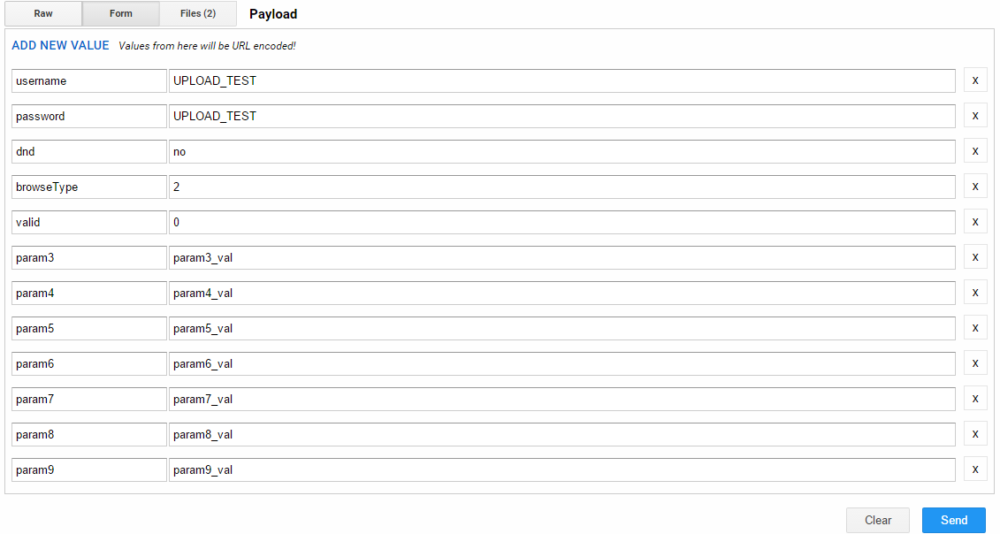 Raw Form Files (2) Payload
ADD NEW VALUE Values from here will be URL encoded!
username UPLOAD_TEST X
password UPLOAD_TEST X
dnd no X
browseType 2 X
valid 0 X
param3 param3_val X
param4 param4_val X
param5 param5_val X
param6 param6_val X
param7 param7_val X
param8 param8_val X
param9 param9_val X
Clear Send